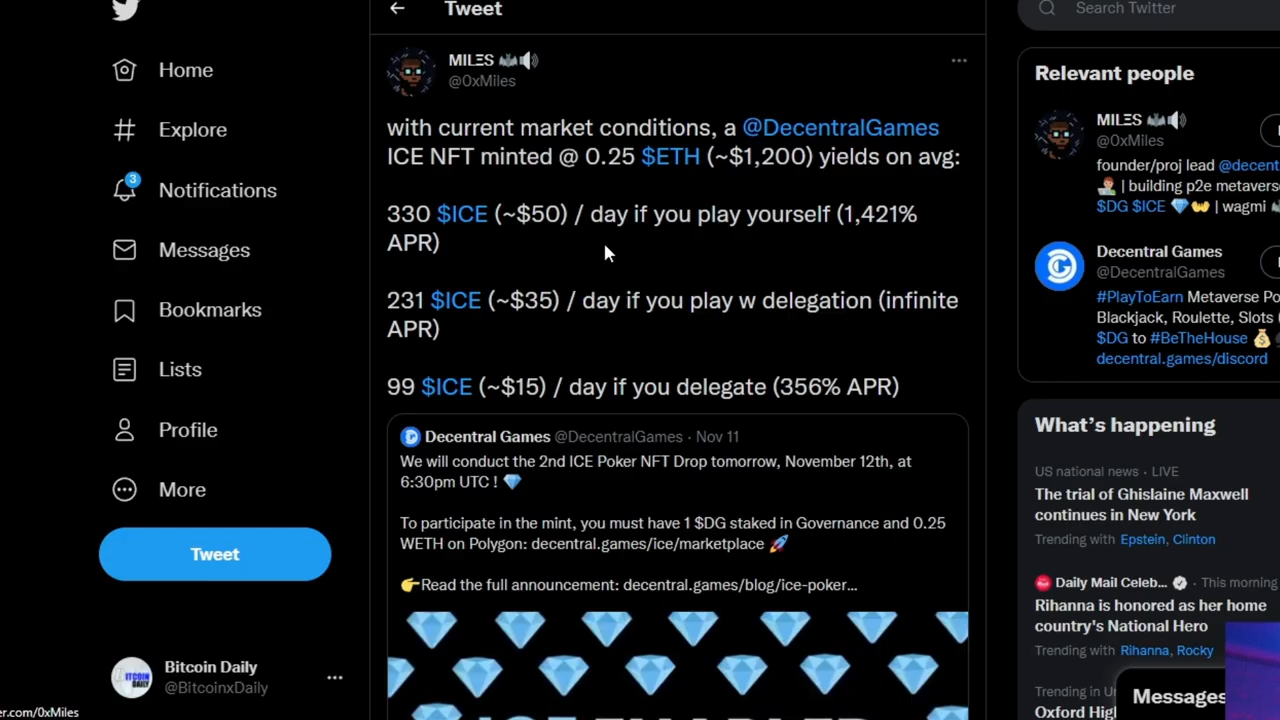 Tweet
Search Twitter
Home
Explore
3
Notifications
Messages
Bookmarks
Lists
Profile
More
Tweet
Bitcoin Daily
@BitcoinxDaily
er.com/0xMiles
MILΞS 🦇🔊
@0xMiles
with current market conditions, a @DecentralGames
ICE NFT minted @ 0.25 $ETH (~$1,200) yields on avg:
330 $ICE (~$50) / day if you play yourself (1,421%
APR)
231 $ICE (~$35) / day if you play w delegation (infinite
APR)
99 $ICE (~$15) / day if you delegate (356% APR)
Decentral Games @DecentralGames · Nov 11
We will conduct the 2nd ICE Poker NFT Drop tomorrow, November 12th, at
6:30pm UTC ! 💎
To participate in the mint, you must have 1 $DG staked in Governance and 0.25
WETH on Polygon: decentral.games/ice/marketplace 🚀
👉Read the full announcement: decentral.games/blog/ice-poker...
Relevant people
MILΞS 🦇🔊
@0xMiles
founder/proj lead @decent
👨🏻‍💻 | building p2e metavers
$DG $ICE 💎👐 | wagmi 🦇
Decentral Games
@DecentralGames
#PlayToEarn Metaverse Po
Blackjack, Roulette, Slots (
$DG to #BeTheHouse 💰
decentral.games/discord
What's happening
US national news · LIVE
The trial of Ghislaine Maxwell
continues in New York
Trending with Epstein, Clinton
Daily Mail Celeb... · This morning
Rihanna is honored as her home
country's National Hero
Trending with Rihanna, Rocky
Trending in U
Oxford Hig
Messages